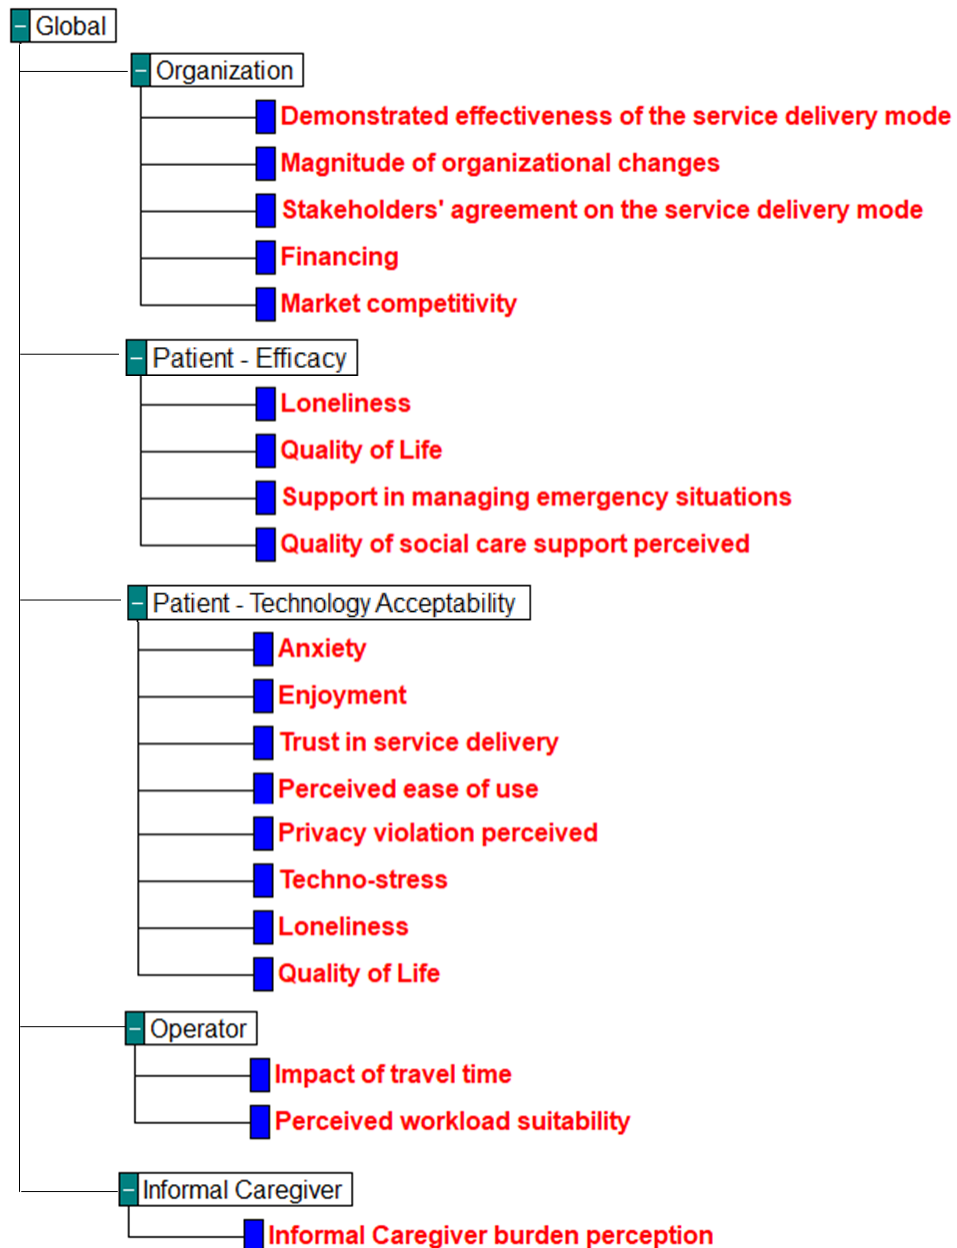 Global
Organization
Demonstrated effectiveness of the service delivery mode
Magnitude of organizational changes
Stakeholders' agreement on the service delivery mode
Financing
Market competitivity
Patient - Efficacy
Loneliness
Quality of Life
Support in managing emergency situations
Quality of social care support perceived
Patient - Technology Acceptability
Anxiety
Enjoyment
Trust in service delivery
Perceived ease of use
Privacy violation perceived
Techno-stress
Loneliness
Quality of Life
Operator
Impact of travel time
Perceived workload suitability
Informal Caregiver
Informal Caregiver burden perception